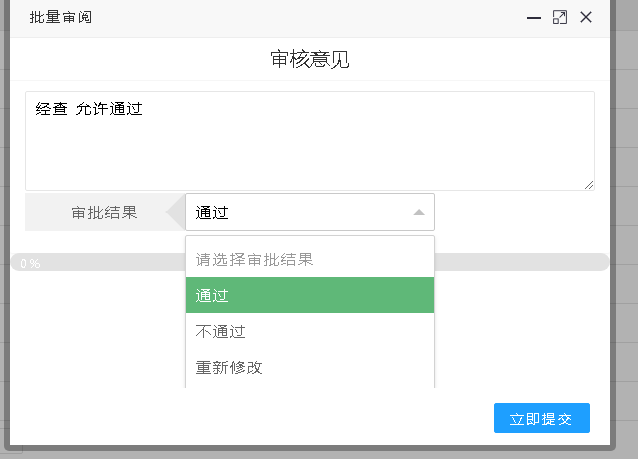 批量审阅
审核意见
经查 允许通过
审批结果
通过
0%
请选择审批结果
通过
不通过
重新修改
立即提交